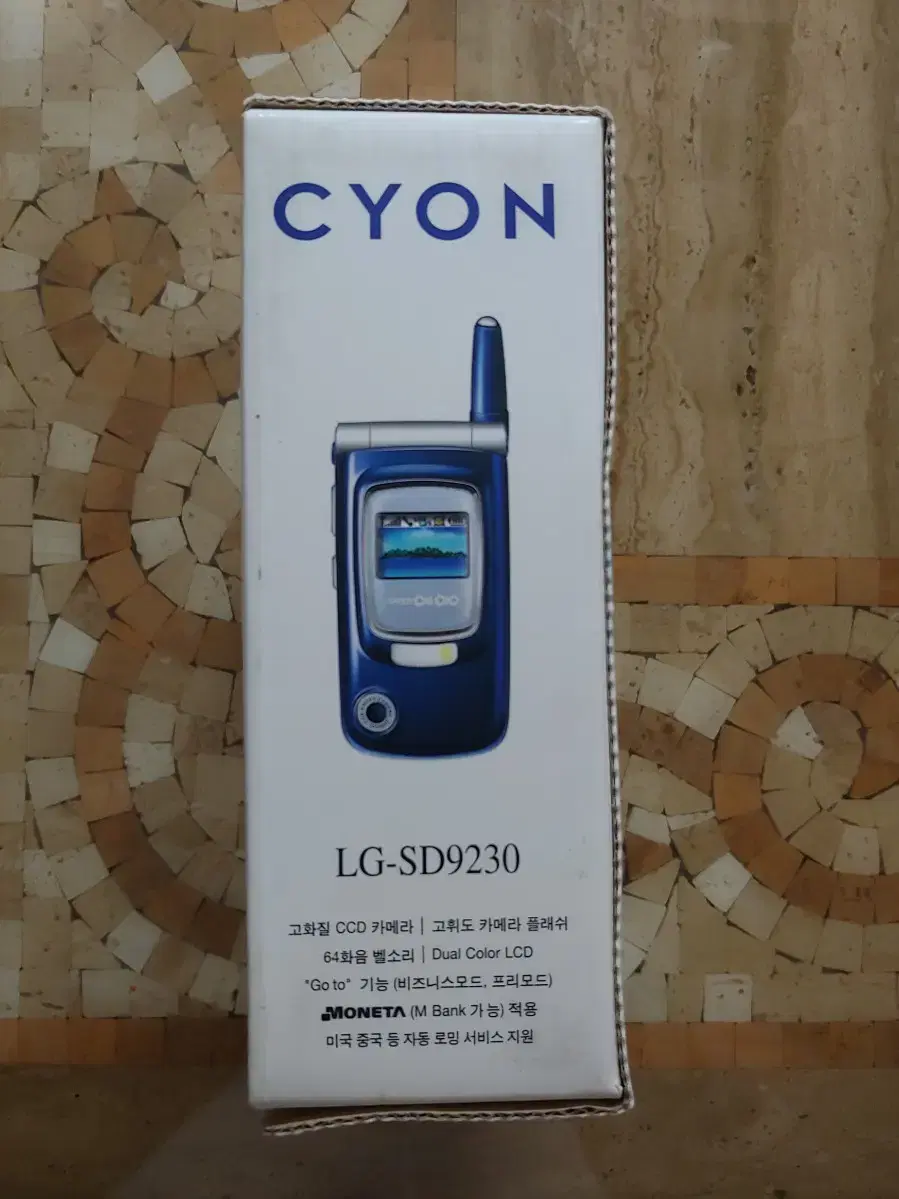 CYON
LG-SD9230
고화질 CCD 카메라 | 고휘도 카메라 플래쉬
64화음 벨소리 | Dual Color LCD
"Go to" 기능 (비즈니스모드, 프리모드)
MONETA (M Bank 가능) 적용
미국 중국 등 자동 로밍 서비스 지원